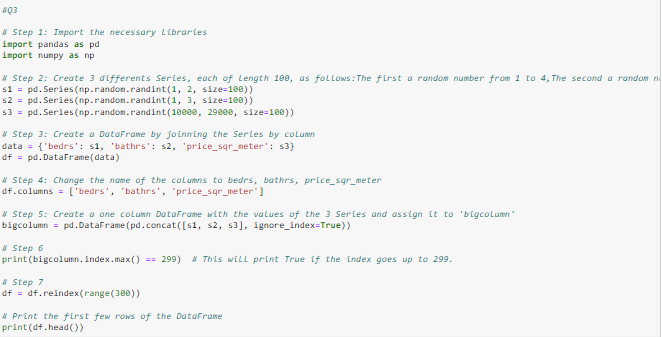 #Q3
# Step 1: Import the necessary libraries
import pandas as pd
import numpy as np
# Step 2: Create 3 differents Series, each of length 100, as follows:The first a random number from 1 to 4,The second a random
s1 = pd.Series(np.random.randint(1, 2, size=100))
s2 = pd.Series(np.random.randint(1, 3, size=100))
s3 = pd.Series(np.random.randint(10000, 29000, size=100))
# Step 3: Create a DataFrame by joinning the Series by column
data = {'bedrs': s1, 'bathrs': s2, 'price_sqr_meter': s3}
df = pd.DataFrame(data)
# Step 4: Change the name of the columns to bedrs, bathrs, price_sqr_meter
df.columns = ['bedrs', 'bathrs', 'price_sqr_meter']
# Step 5: Create a one column DataFrame with the values of the 3 Series and assign it to 'bigcolumn'
bigcolumn = pd.DataFrame(pd.concat([s1, s2, s3], ignore_index=True))
# Step 6
print(bigcolumn.index.max() == 299)  # This will print True if the index goes up to 299.
# Step 7
df = df.reindex(range(300))
# Print the first few rows of the DataFrame
print(df.head())